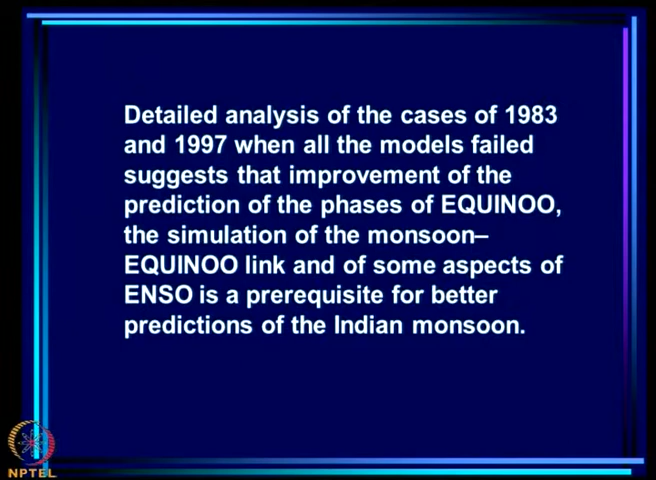 Detailed analysis of the cases of 1983
and 1997 when all the models failed
suggests that improvement of the
prediction of the phases of EQUINOO,
the simulation of the monsoon–
EQUINOO link and of some aspects of
ENSO is a prerequisite for better
predictions of the Indian monsoon.
NPTEL